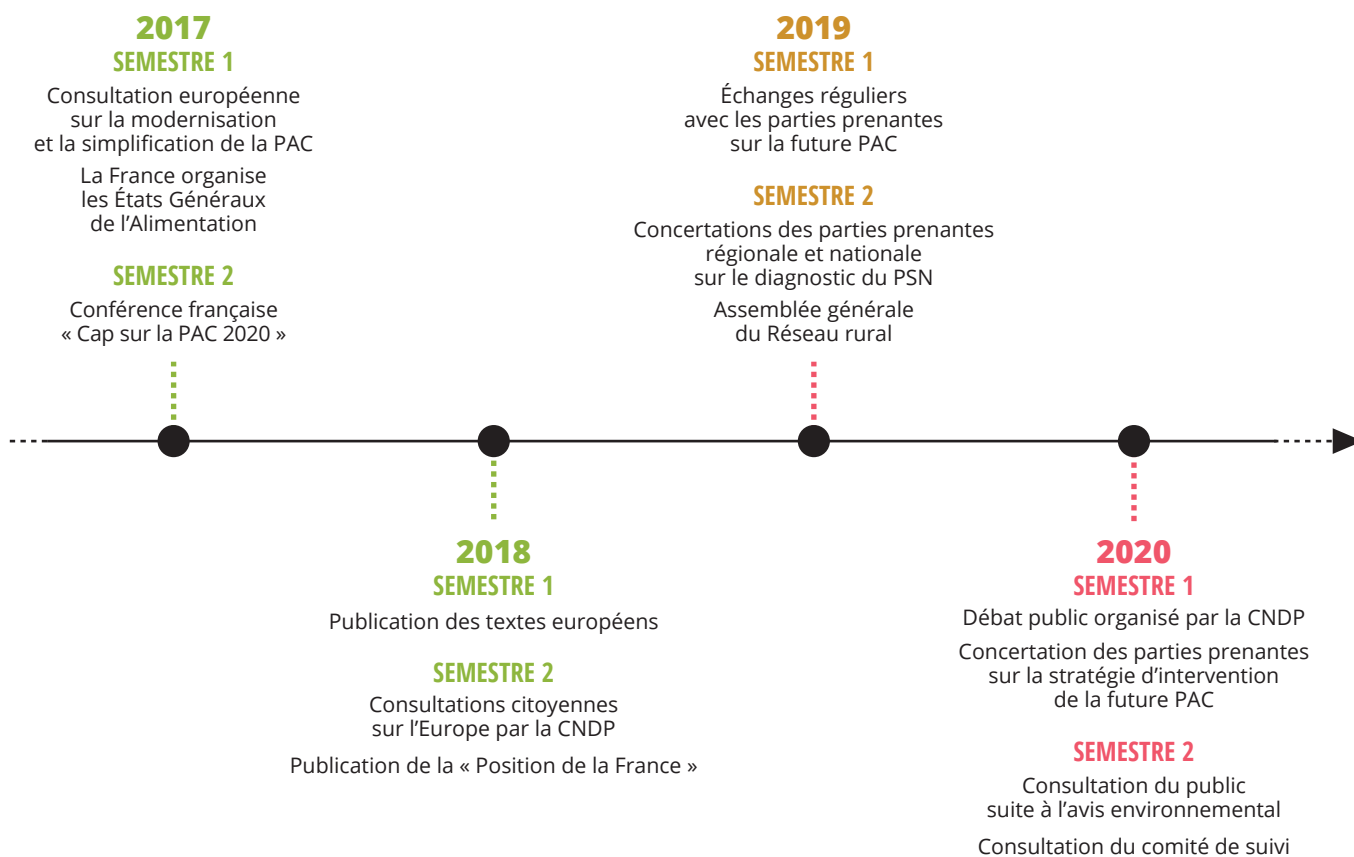 2017
SEMESTRE 1
Consultation européenne
sur la modernisation
et la simplification de la PAC
La France organise
les États Généraux
de l’Alimentation
SEMESTRE 2
Conférence française
« Cap sur la PAC 2020 »
2018
SEMESTRE 1
Publication des textes européens
SEMESTRE 2
Consultations citoyennes
sur l’Europe par la CNDP
Publication de la « Position de la France »
2019
SEMESTRE 1
Échanges réguliers
avec les parties prenantes
sur la future PAC
SEMESTRE 2
Concertations des parties prenantes
régionale et nationale
sur le diagnostic du PSN
Assemblée générale
du Réseau rural
2020
SEMESTRE 1
Débat public organisé par la CNDP
Concertation des parties prenantes
sur la stratégie d’intervention
de la future PAC
SEMESTRE 2
Consultation du public
suite à l’avis environnemental
Consultation du comité de suivi